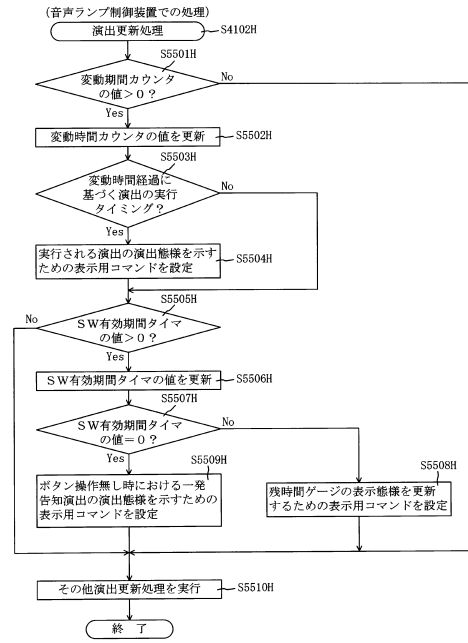 (音声ランプ制御装置での処理)
演出更新処理
S4102H
S5501H
変動期間カウンタ
の値>0?
No
Yes
変動時間カウンタの値を更新
S5502H
S5503H
変動時間経過に
基づく演出の実行
タイミング?
No
Yes
実行される演出の演出態様を示す
ための表示用コマンドを設定
S5504H
S5505H
No
SW有効期間タイマ
の値>0?
Yes
SW有効期間タイマの値を更新
S5506H
S5507H
SW有効期間タイマ
の値=0?
No
Yes
S5509H
ボタン操作無し時における一発
告知演出の演出態様を示すための
表示用コマンドを設定
S5508H
残時間ゲージの表示態様を更新
するための表示用コマンドを設定
その他演出更新処理を実行
S5510H
終了